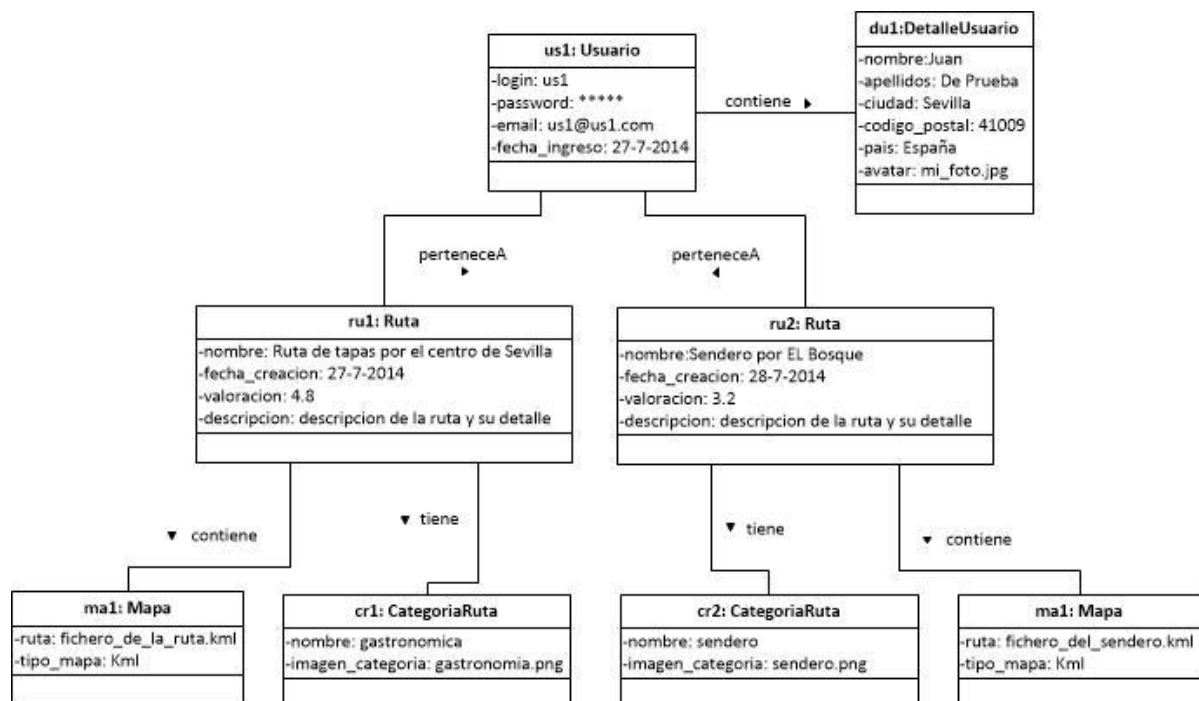 du1:DetalleUsuario
-nombre:Juan
-apellidos: De Prueba
-ciudad: Sevilla
-codigo_postal: 41009
-pais: España
-avatar: mi_foto.jpg
us1: Usuario
-login: us1
-password: *****
-email: us1@us1.com
-fecha_ingreso: 27-7-2014
contiene
perteneceA
perteneceA
ru1: Ruta
-nombre: Ruta de tapas por el centro de Sevilla
-fecha_creacion: 27-7-2014
-valoracion: 4.8
-descripcion: descripcion de la ruta y su detalle
ru2: Ruta
-nombre:Sendero por EL Bosque
-fecha_creacion: 28-7-2014
-valoracion: 3.2
-descripcion: descripcion de la ruta y su detalle
contiene
tiene
tiene
contiene
ma1: Mapa
-ruta: fichero_de_la_ruta.kml
-tipo_mapa: Kml
cr1: CategoriaRuta
-nombre: gastronomica
-imagen_categoria: gastronomia.png
cr2: CategoriaRuta
-nombre: sendero
-imagen_categoria: sendero.png
ma1: Mapa
-ruta: fichero_del_sendero.kml
-tipo_mapa: Kml